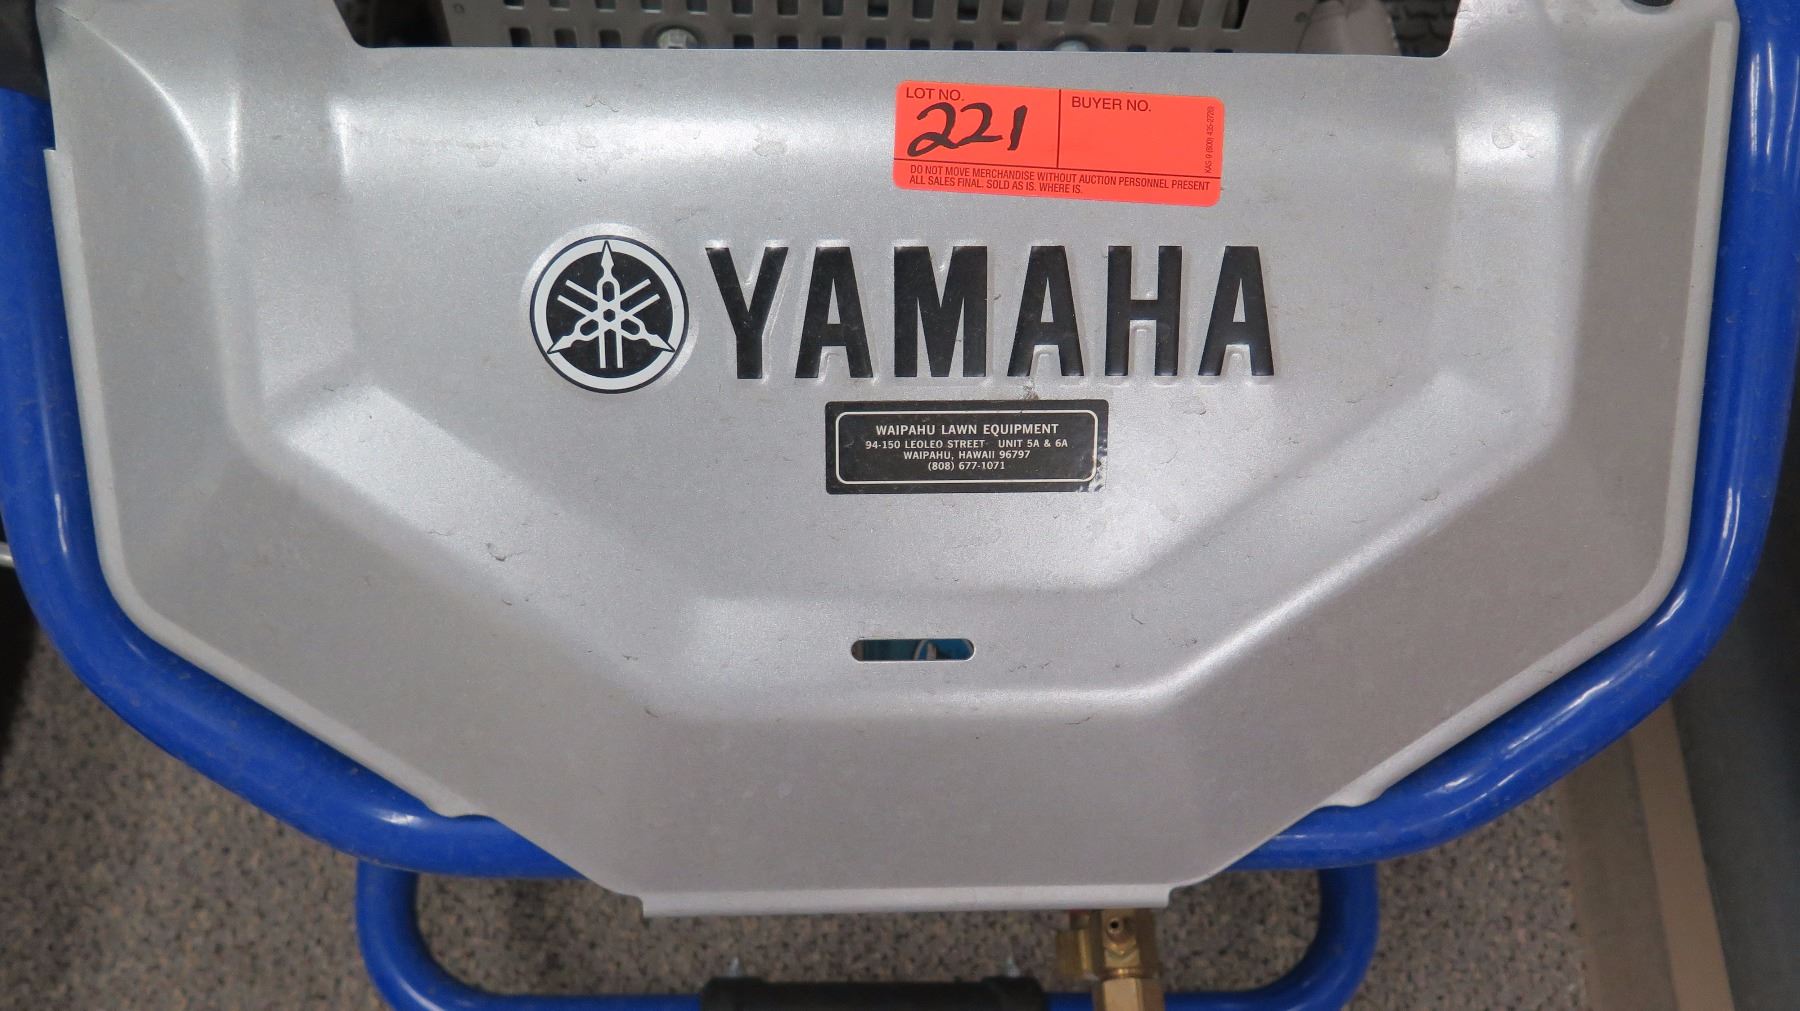 LOT NO.
221
BUYER NO.
DO NOT MOVE MERCHANDISE WITHOUT AUCTION PERSONNEL PRESENT
ALL SALES FINAL. SOLD AS IS. WHERE IS.
YAMAHA
WAIPAHU LAWN EQUIPMENT
94-150 LEOLEO STREET UNIT 5A & 6A
WAIPAHU, HAWAII 96797
(808) 677-1071